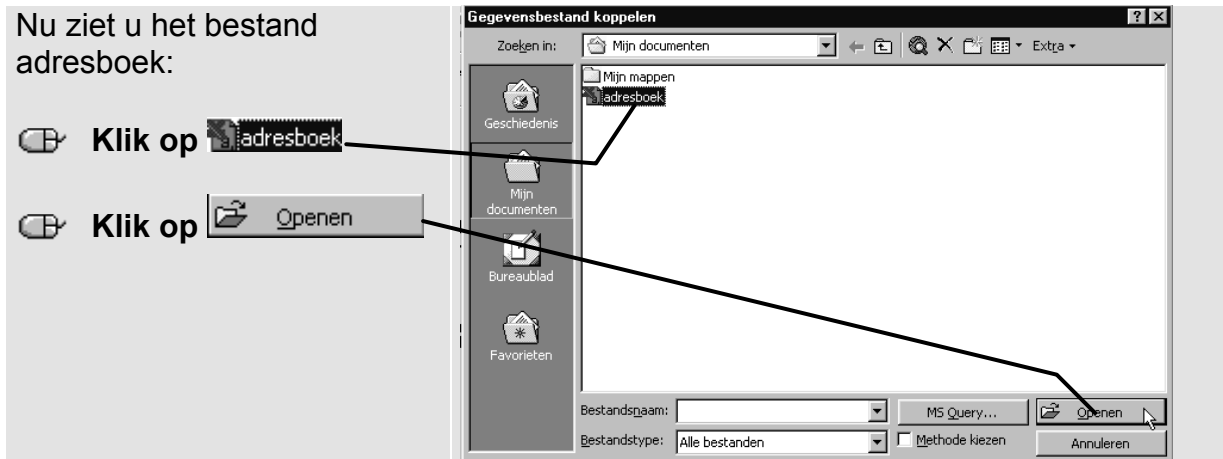 Nu ziet u het bestand
adresboek:
Klik op adresboek
Klik op Openen
Gegevensbestand koppelen
Zoeken in: Mijn documenten Extra
Mijn mappen
adresboek
Geschiedenis
Mijn
documenten
Bureaublad
Favorieten
Bestandsnaam: MS Query... Openen
Bestandstype: Alle bestanden Methode kiezen Annuleren